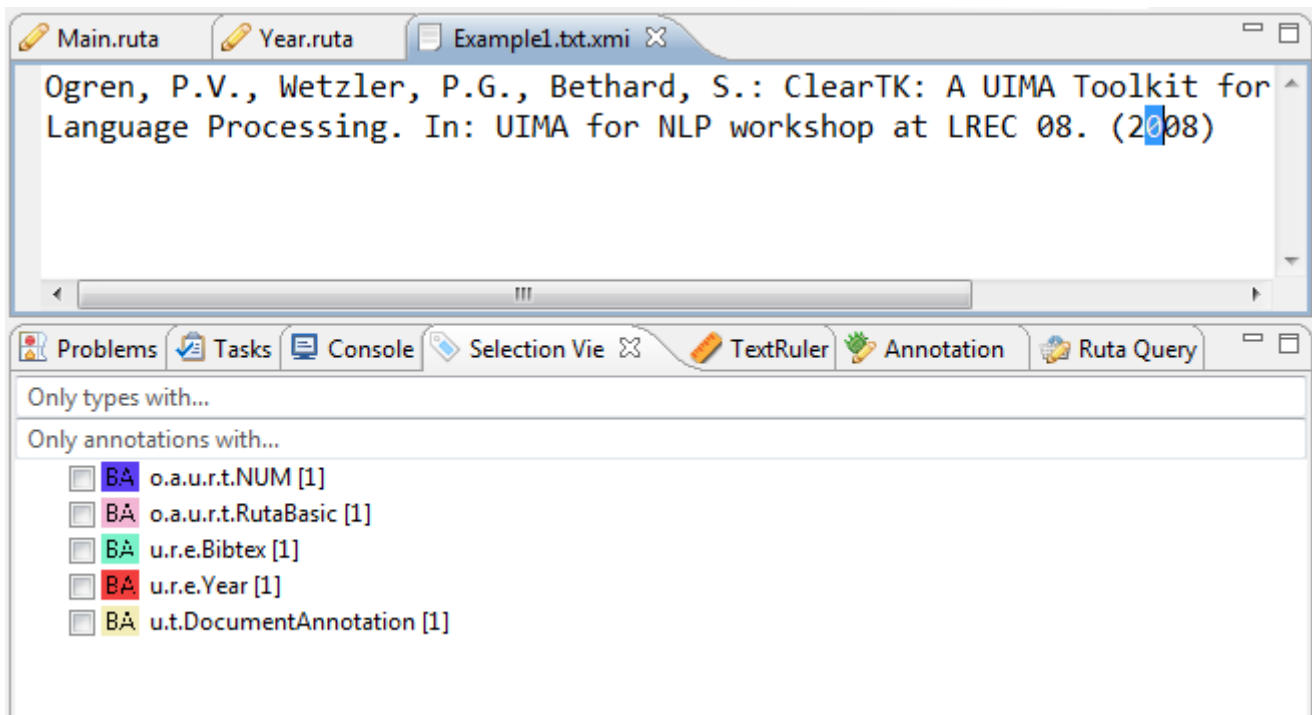 Main.ruta Year.ruta Example1.txt.xmi
Ogren, P.V., Wetzler, P.G., Bethard, S.: ClearTK: A UIMA Toolkit for
Language Processing. In: UIMA for NLP workshop at LREC 08. (2008)
Problems Tasks Console Selection Vie TextRuler Annotation Ruta Query
Only types with...
Only annotations with...
BA o.a.u.r.t.NUM [1]
BA o.a.u.r.t.RutaBasic [1]
BA u.r.e.Bibtex [1]
BA u.r.e.Year [1]
BA u.t.DocumentAnnotation [1]